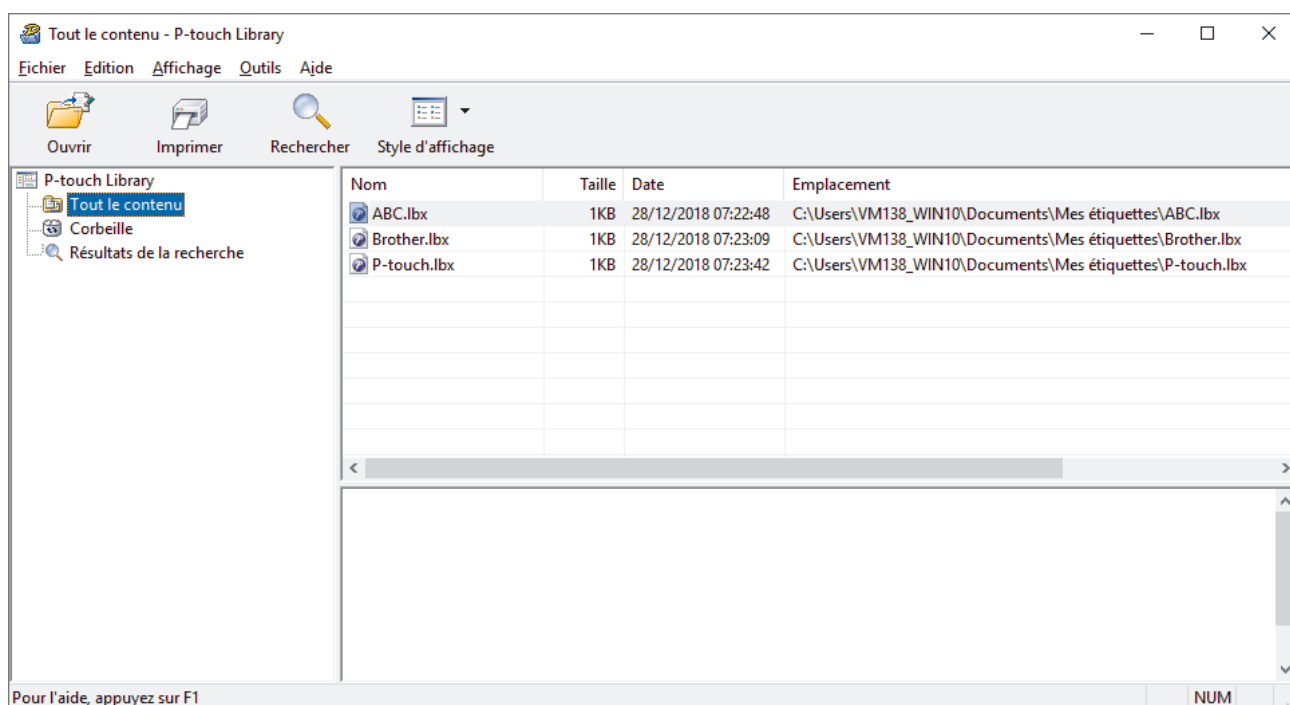 Tout le contenu - P-touch Library
Fichier Edition Affichage Outils Aide
Ouvrir Imprimer Rechercher Style d'affichage
P-touch Library
Tout le contenu
Corbeille
Résultats de la recherche
Nom Taille Date Emplacement
ABC.lbx 1KB 28/12/2018 07:22:48 C:\Users\VM138_WIN10\Documents\Mes étiquettes\ABC.lbx
Brother.lbx 1KB 28/12/2018 07:23:09 C:\Users\VM138_WIN10\Documents\Mes étiquettes\Brother.lbx
P-touch.lbx 1KB 28/12/2018 07:23:42 C:\Users\VM138_WIN10\Documents\Mes étiquettes\P-touch.lbx
Pour l'aide, appuyez sur F1 NUM